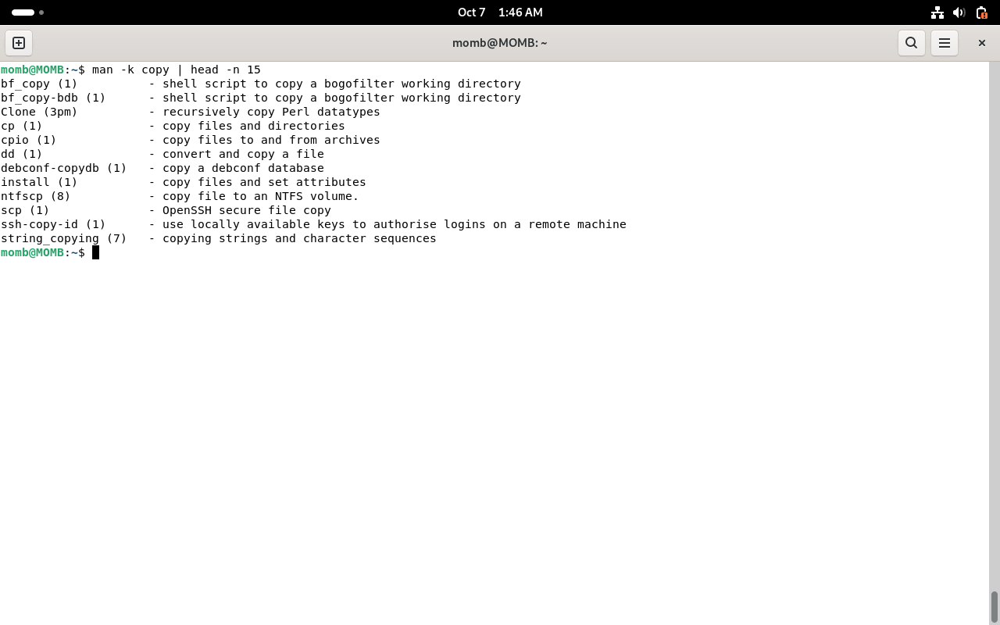 Oct 7 1:46 AM
momb@MOMB: ~
momb@MOMB:~$ man -k copy | head -n 15
bf_copy (1)          - shell script to copy a bogofilter working directory
bf_copy-bdb (1)      - shell script to copy a bogofilter working directory
Clone (3pm)          - recursively copy Perl datatypes
cp (1)               - copy files and directories
cpio (1)             - copy files to and from archives
dd (1)               - convert and copy a file
debconf-copydb (1)   - copy a debconf database
install (1)          - copy files and set attributes
ntfscp (8)           - copy file to an NTFS volume.
scp (1)              - OpenSSH secure file copy
ssh-copy-id (1)      - use locally available keys to authorise logins on a remote machine
string_copying (7)   - copying strings and character sequences
momb@MOMB:~$